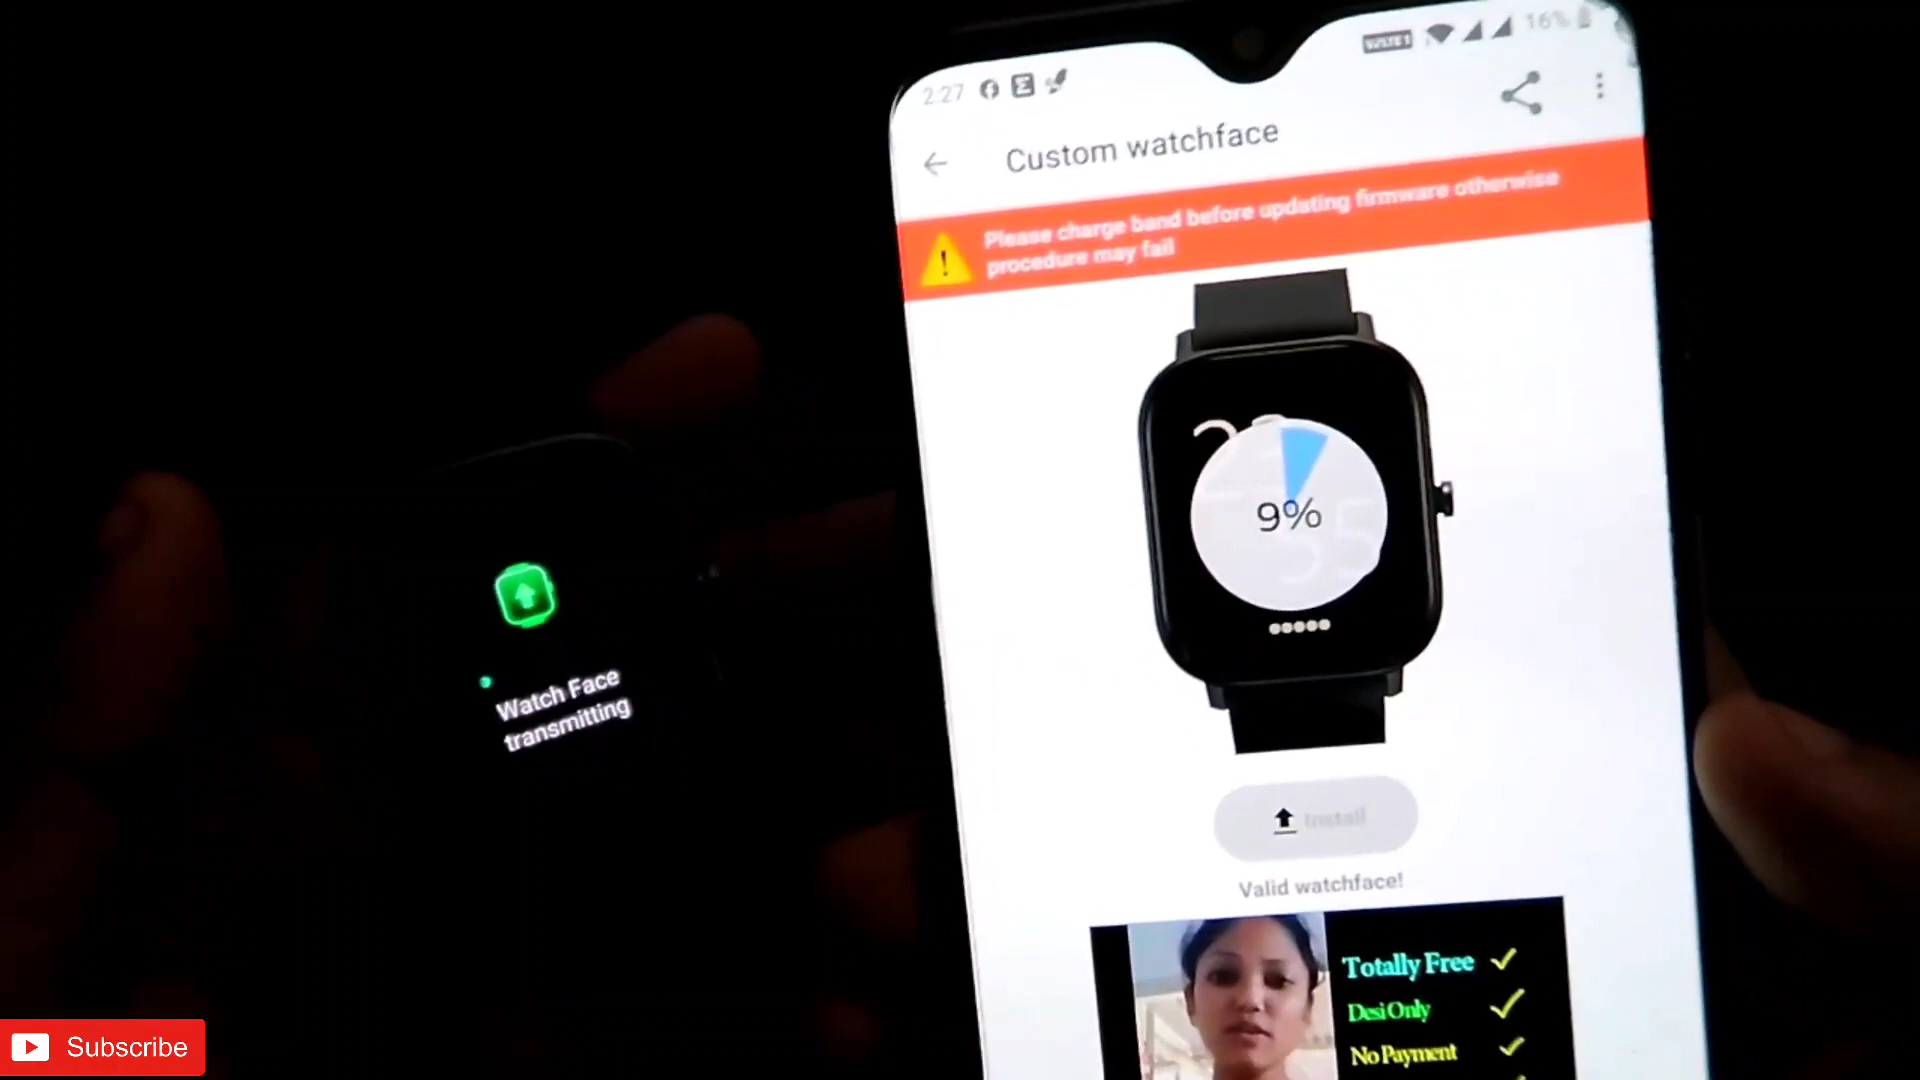 2:27
16%
Custom watchface
Please charge band before updating firmware otherwise
procedure may fail
9%
Install
Valid watchface!
Watch Face
transmitting
Totally Free
Desi Only
No Payment
Subscribe